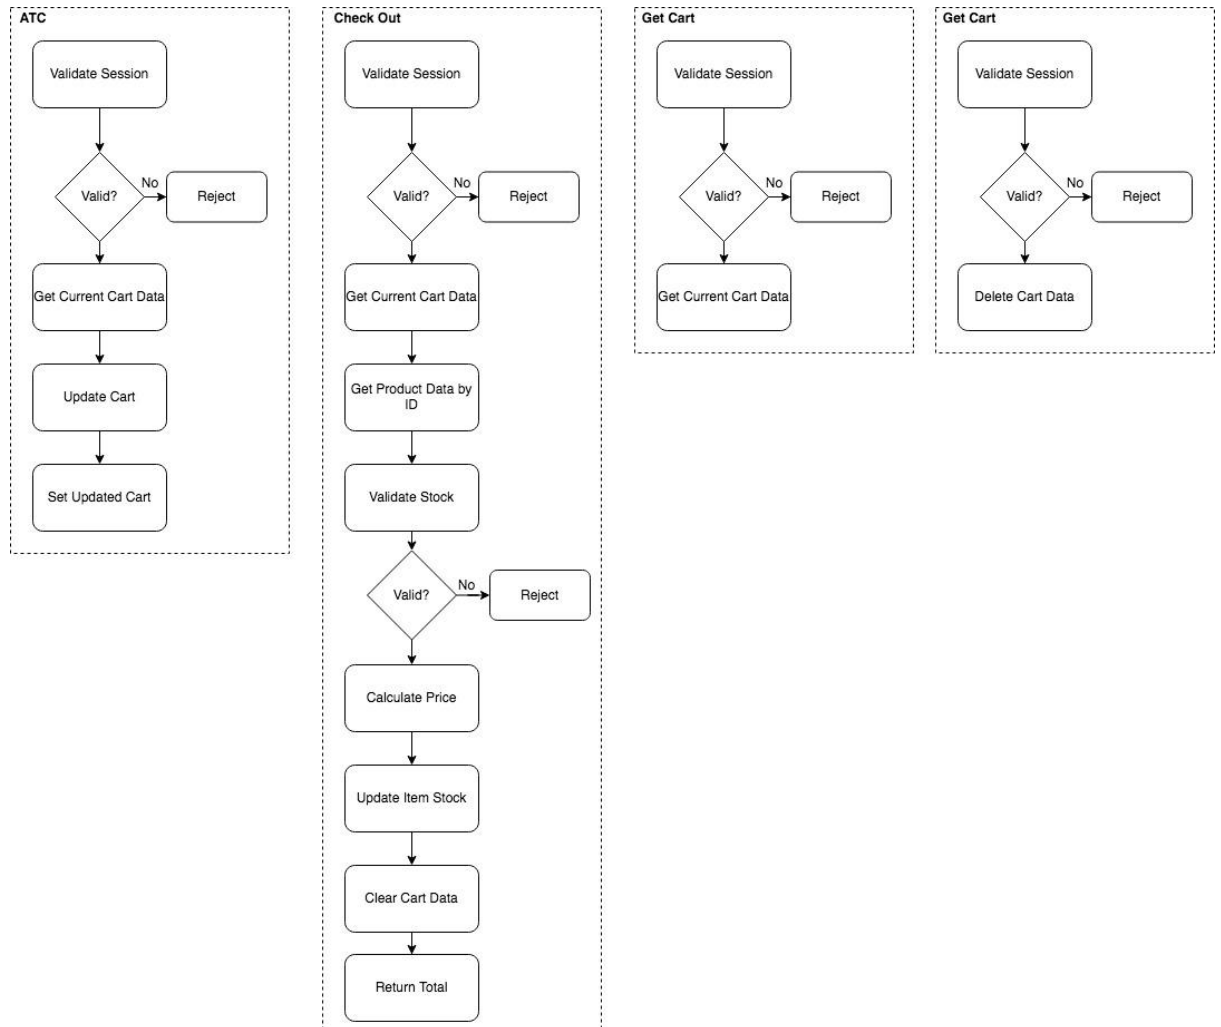 ATC
Validate Session
Valid?
No
Reject
Get Current Cart Data
Update Cart
Set Updated Cart
Check Out
Validate Session
Valid?
No
Reject
Get Current Cart Data
Get Product Data by
ID
Validate Stock
Valid?
No
Reject
Calculate Price
Update Item Stock
Clear Cart Data
Return Total
Get Cart
Validate Session
Valid?
No
Reject
Get Current Cart Data
Get Cart
Validate Session
Valid?
No
Reject
Delete Cart Data